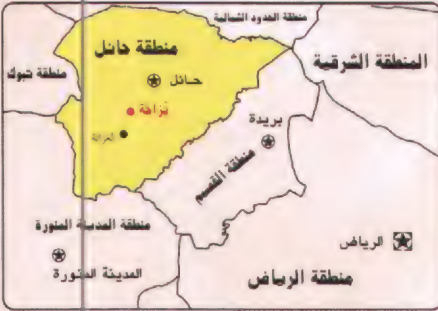 منطقة الحدود الشمالية
منطقة حائل
المنطقة الشرقية
منطقة تبوك
حائل
نزاحة
بريدة
منطقة القصيم
منطقة المدينة المنورة
المدينة المنورة
الرياض
منطقة الرياض